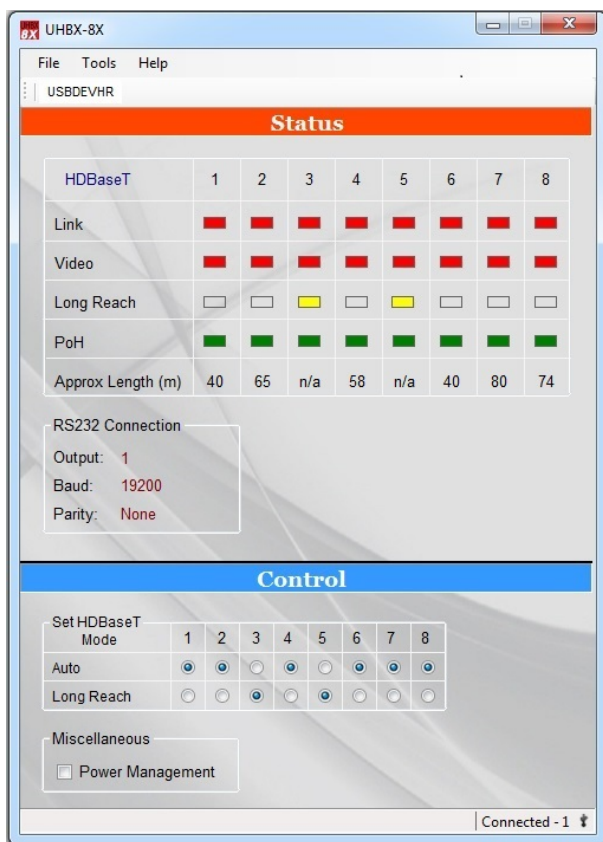 UHBX 8X UHBX-8X
File Tools Help
USBDEVHR
Status
HDBaseT 1 2 3 4 5 6 7 8
Link
Video
Long Reach
PoH
Approx Length (m) 40 65 n/a 58 n/a 40 80 74
RS232 Connection
Output: 1
Baud: 19200
Parity: None
Control
Set HDBaseT
Mode 1 2 3 4 5 6 7 8
Auto
Long Reach
Miscellaneous
Power Management
Connected - 1